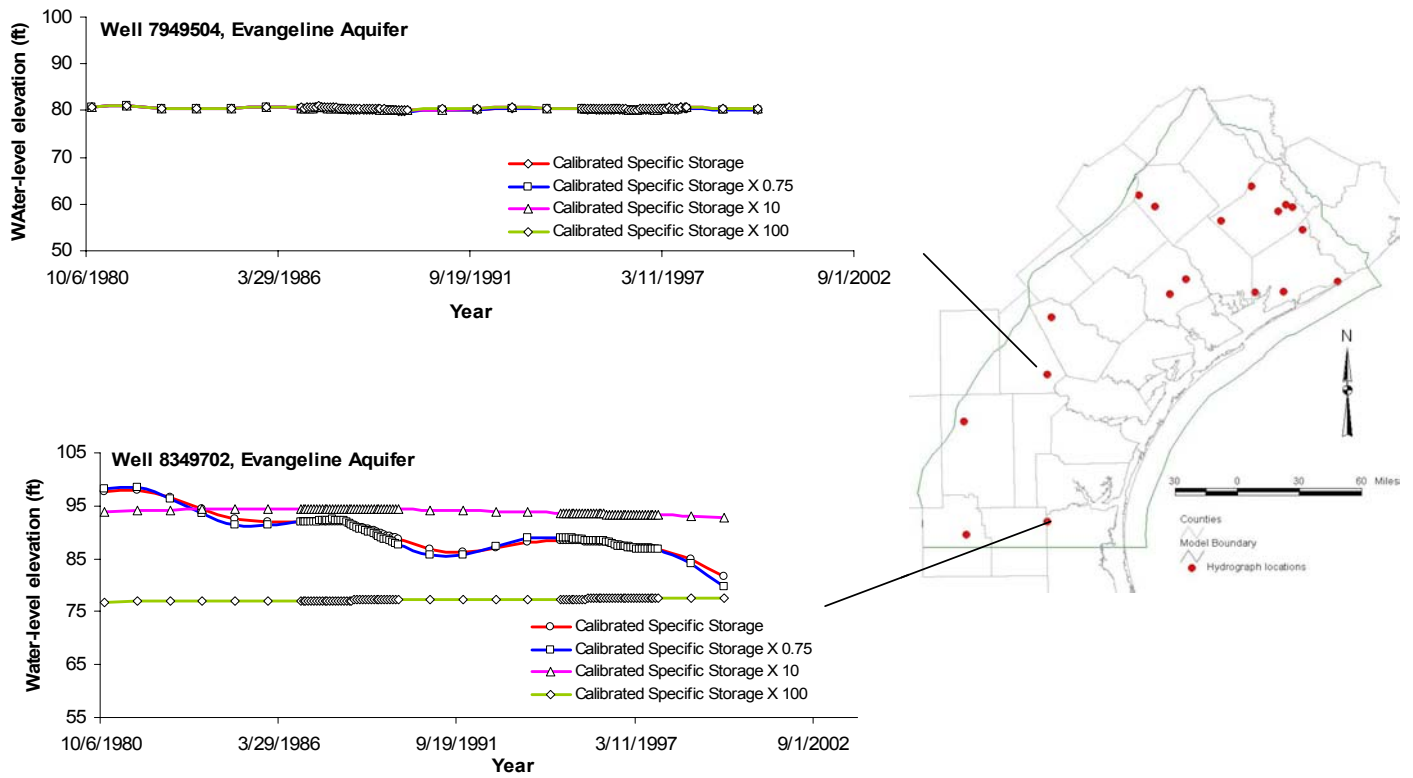 Well 7949504, Evangeline Aquifer
WAter-level elevation (ft)
100
90
80
70
60
50
Calibrated Specific Storage
Calibrated Specific Storage X 0.75
Calibrated Specific Storage X 10
Calibrated Specific Storage X 100
10/6/1980
3/29/1986
9/19/1991
3/11/1997
9/1/2002
Year
N
30
0
30
60
Miles
Counties
Model Boundary
Hydrograph locations
Well 8349702, Evangeline Aquifer
Water-level elevation (ft)
105
95
85
75
65
55
Calibrated Specific Storage
Calibrated Specific Storage X 0.75
Calibrated Specific Storage X 10
Calibrated Specific Storage X 100
10/6/1980
3/29/1986
9/19/1991
3/11/1997
9/1/2002
Year